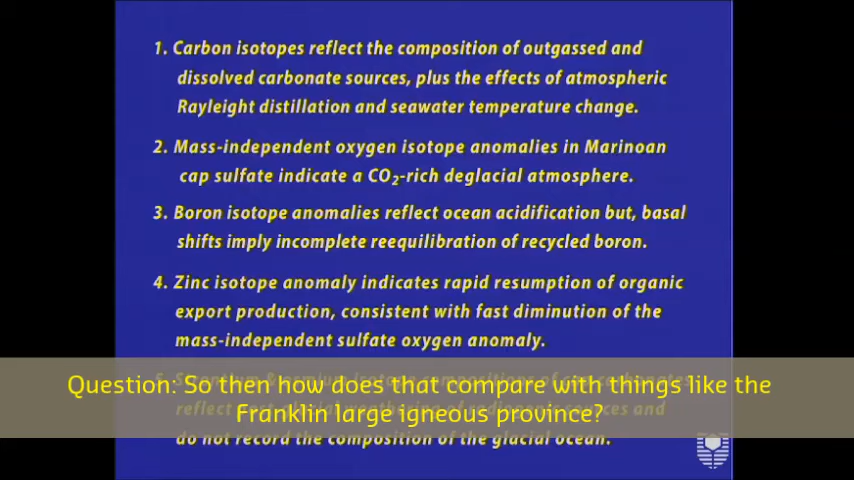 1. Carbon isotopes reflect the composition of outgassed and
dissolved carbonate sources, plus the effects of atmospheric
Rayleight distillation and seawater temperature change.
2. Mass-independent oxygen isotope anomalies in Marinoan
cap sulfate indicate a CO₂-rich deglacial atmosphere.
3. Boron isotope anomalies reflect ocean acidification but, basal
shifts imply incomplete reequilibration of recycled boron.
4. Zinc isotope anomaly indicates rapid resumption of organic
export production, consistent with fast diminution of the
mass-independent sulfate oxygen anomaly.
Question: So then how does that compare with things like the
Franklin large igneous province?
do not record the composition of the glacial ocean.